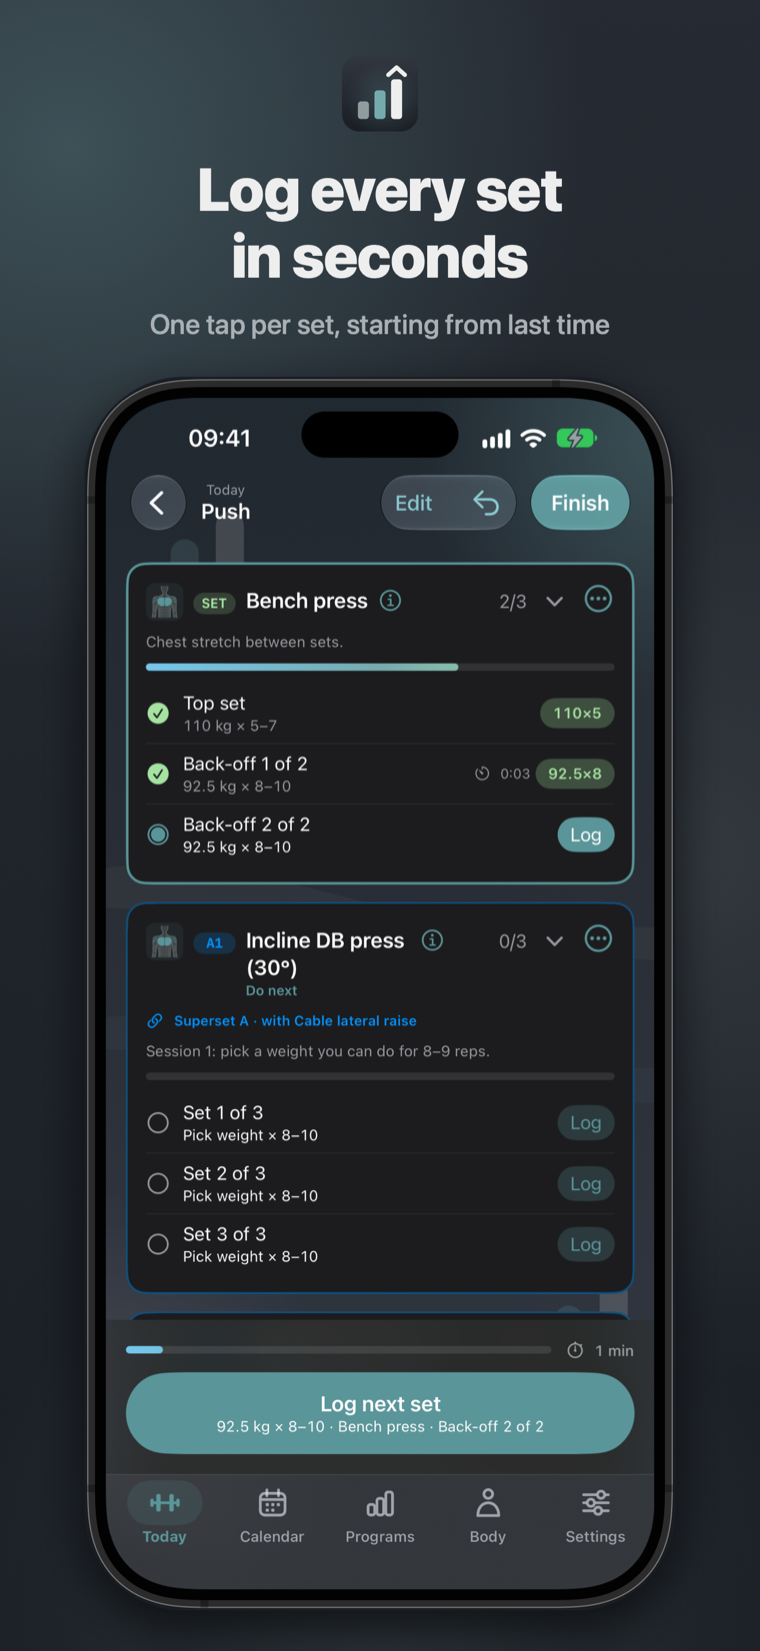 Log every set
in seconds
One tap per set, starting from last time
09:41
Today
Push
Edit
Finish
SET
Bench press
2/3
Chest stretch between sets.
Top set
110 kg × 5–7
110×5
Back-off 1 of 2
92.5 kg × 8–10
0:03
92.5×8
Back-off 2 of 2
92.5 kg × 8–10
Log
A1
Incline DB press
(30°)
0/3
Do next
Superset A · with Cable lateral raise
Session 1: pick a weight you can do for 8–9 reps.
Set 1 of 3
Pick weight × 8–10
Log
Set 2 of 3
Pick weight × 8–10
Log
Set 3 of 3
Pick weight × 8–10
Log
1 min
Log next set
92.5 kg × 8–10 · Bench press · Back-off 2 of 2
Today
Calendar
Programs
Body
Settings